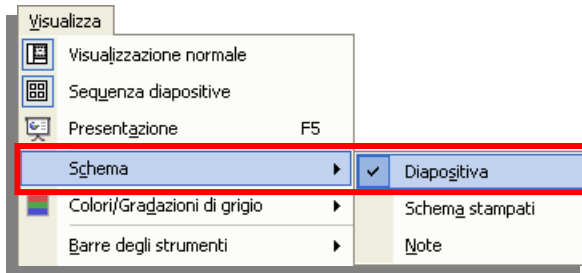 Visualizza
Visualizzazione normale
Sequenza diapositive
Presentazione F5
Schema
Diapositiva
Colori/Gradazioni di grigio
Schema stampati
Barre degli strumenti
Note